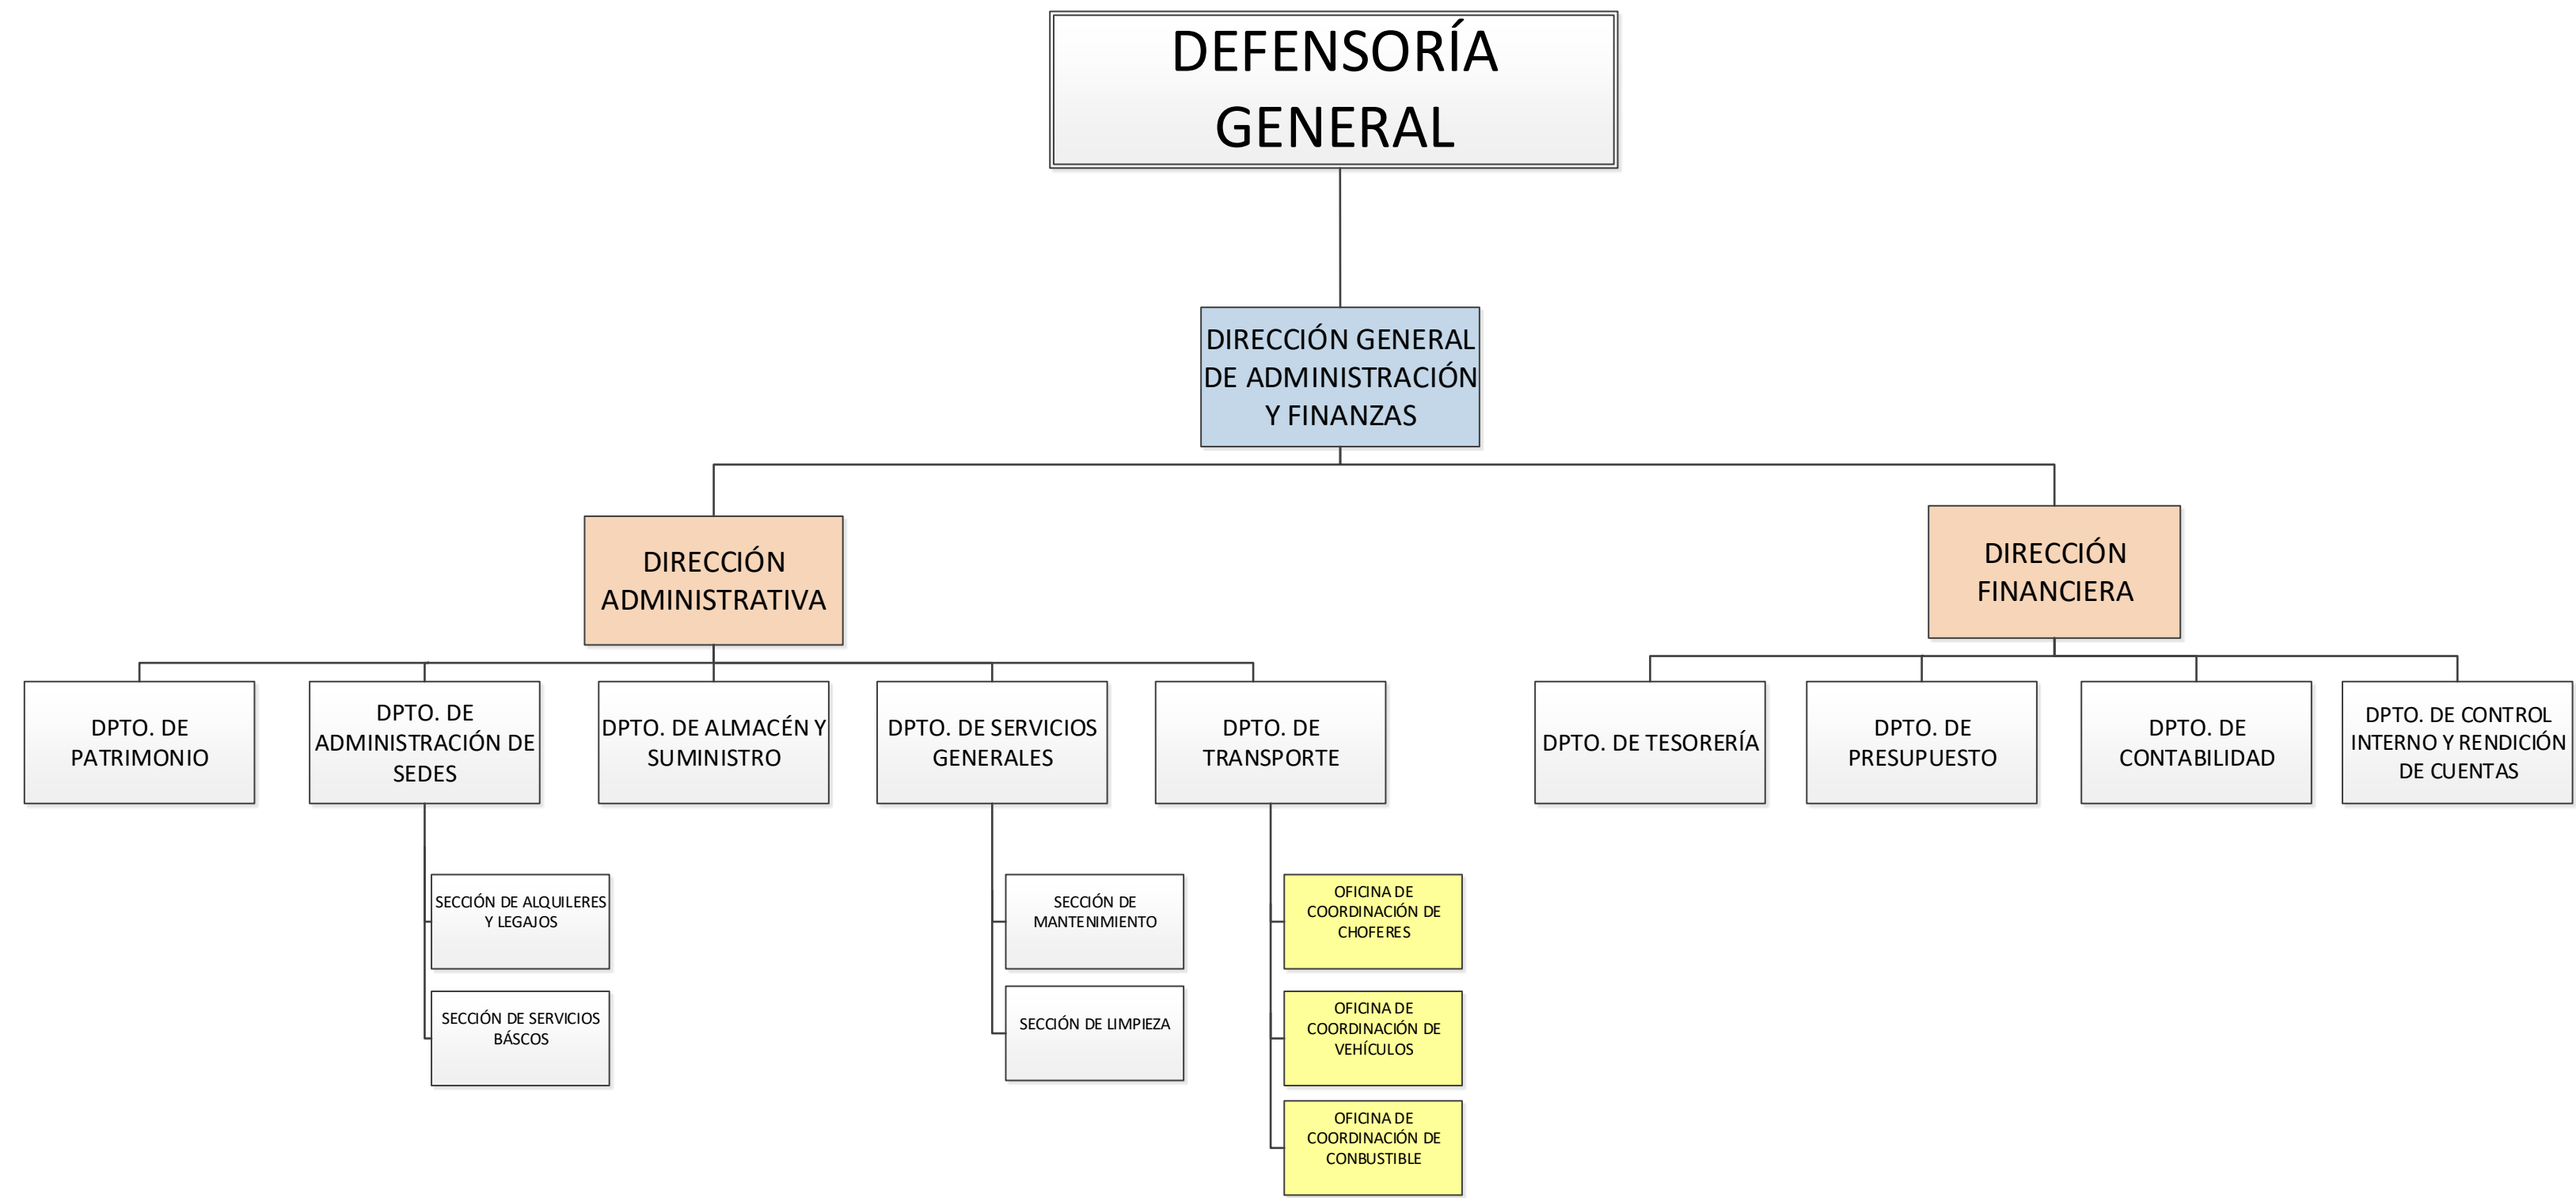 DEFENSORÍA
GENERAL
DIRECCIÓN GENERAL
DE ADMINISTRACIÓN
Y FINANZAS
DIRECCIÓN
ADMINISTRATIVA
DIRECCIÓN
FINANCIERA
DPTO. DE
PATRIMONIO
DPTO. DE
ADMINISTRACIÓN DE
SEDES
DPTO. DE ALMACÉN Y
SUMINISTRO
DPTO. DE SERVICIOS
GENERALES
DPTO. DE
TRANSPORTE
DPTO. DE TESORERÍA
DPTO. DE
PRESUPUESTO
DPTO. DE
CONTABILIDAD
DPTO. DE CONTROL
INTERNO Y RENDICIÓN
DE CUENTAS
SECCIÓN DE ALQUILERES
Y LEGAJOS
SECCIÓN DE SERVICIOS
BÁSCOS
SECCIÓN DE
MANTENIMIENTO
SECCIÓN DE LIMPIEZA
OFICINA DE
COORDINACIÓN DE
CHOFERES
OFICINA DE
COORDINACIÓN DE
VEHÍCULOS
OFICINA DE
COORDINACIÓN DE
CONBUSTIBLE